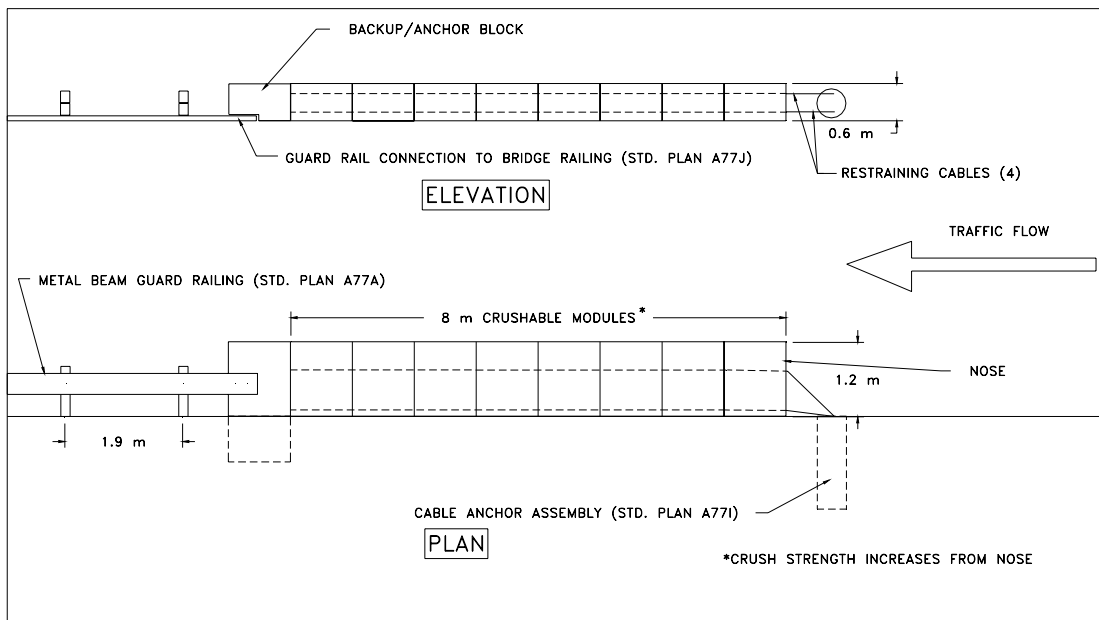 BACKUP/ANCHOR BLOCK
0.6 m
GUARD RAIL CONNECTION TO BRIDGE RAILING (STD. PLAN A77J)
RESTRAINING CABLES (4)
ELEVATION
TRAFFIC FLOW
METAL BEAM GUARD RAILING (STD. PLAN A77A)
8 m CRUSHABLE MODULES*
NOSE
1.2 m
1.9 m
CABLE ANCHOR ASSEMBLY (STD. PLAN A77I)
PLAN
*CRUSH STRENGTH INCREASES FROM NOSE